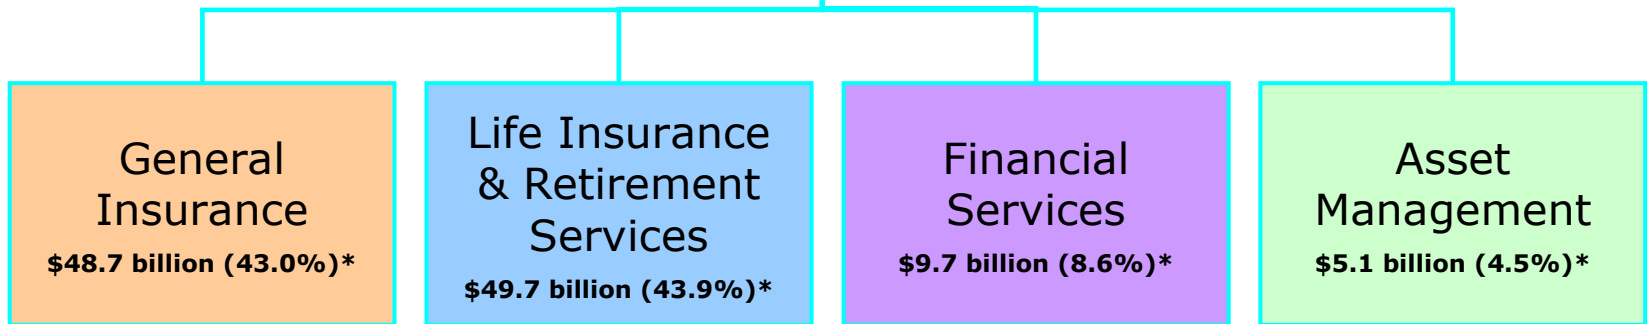 General
Insurance
$48.7 billion (43.0%)*
Life Insurance
& Retirement
Services
$49.7 billion (43.9%)*
Financial
Services
$9.7 billion (8.6%)*
Asset
Management
$5.1 billion (4.5%)*